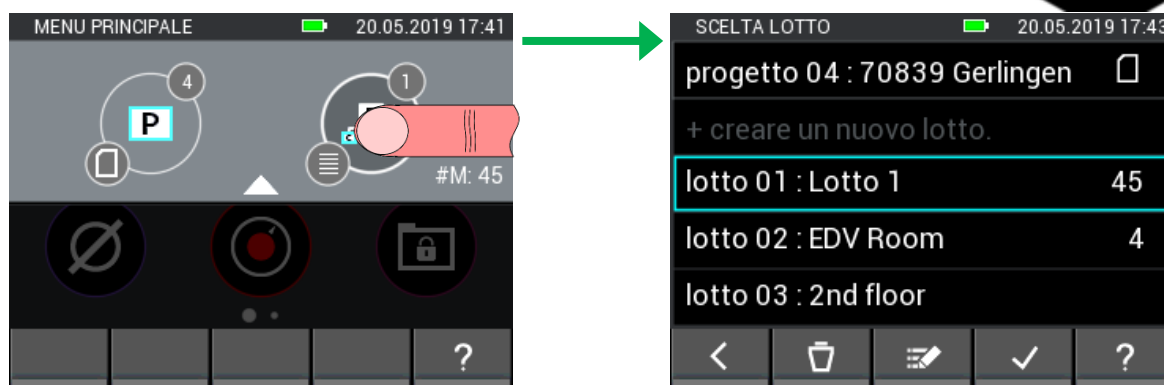 MENU PRINCIPALE 20.05.2019 17:41
4
1
P
c
#M: 45
?
SCELTA LOTTO 20.05.2019 17:43
progetto 04 : 70839 Gerlingen
+ creare un nuovo lotto.
lotto 01 : Lotto 1 45
lotto 02 : EDV Room 4
lotto 03 : 2nd floor
?